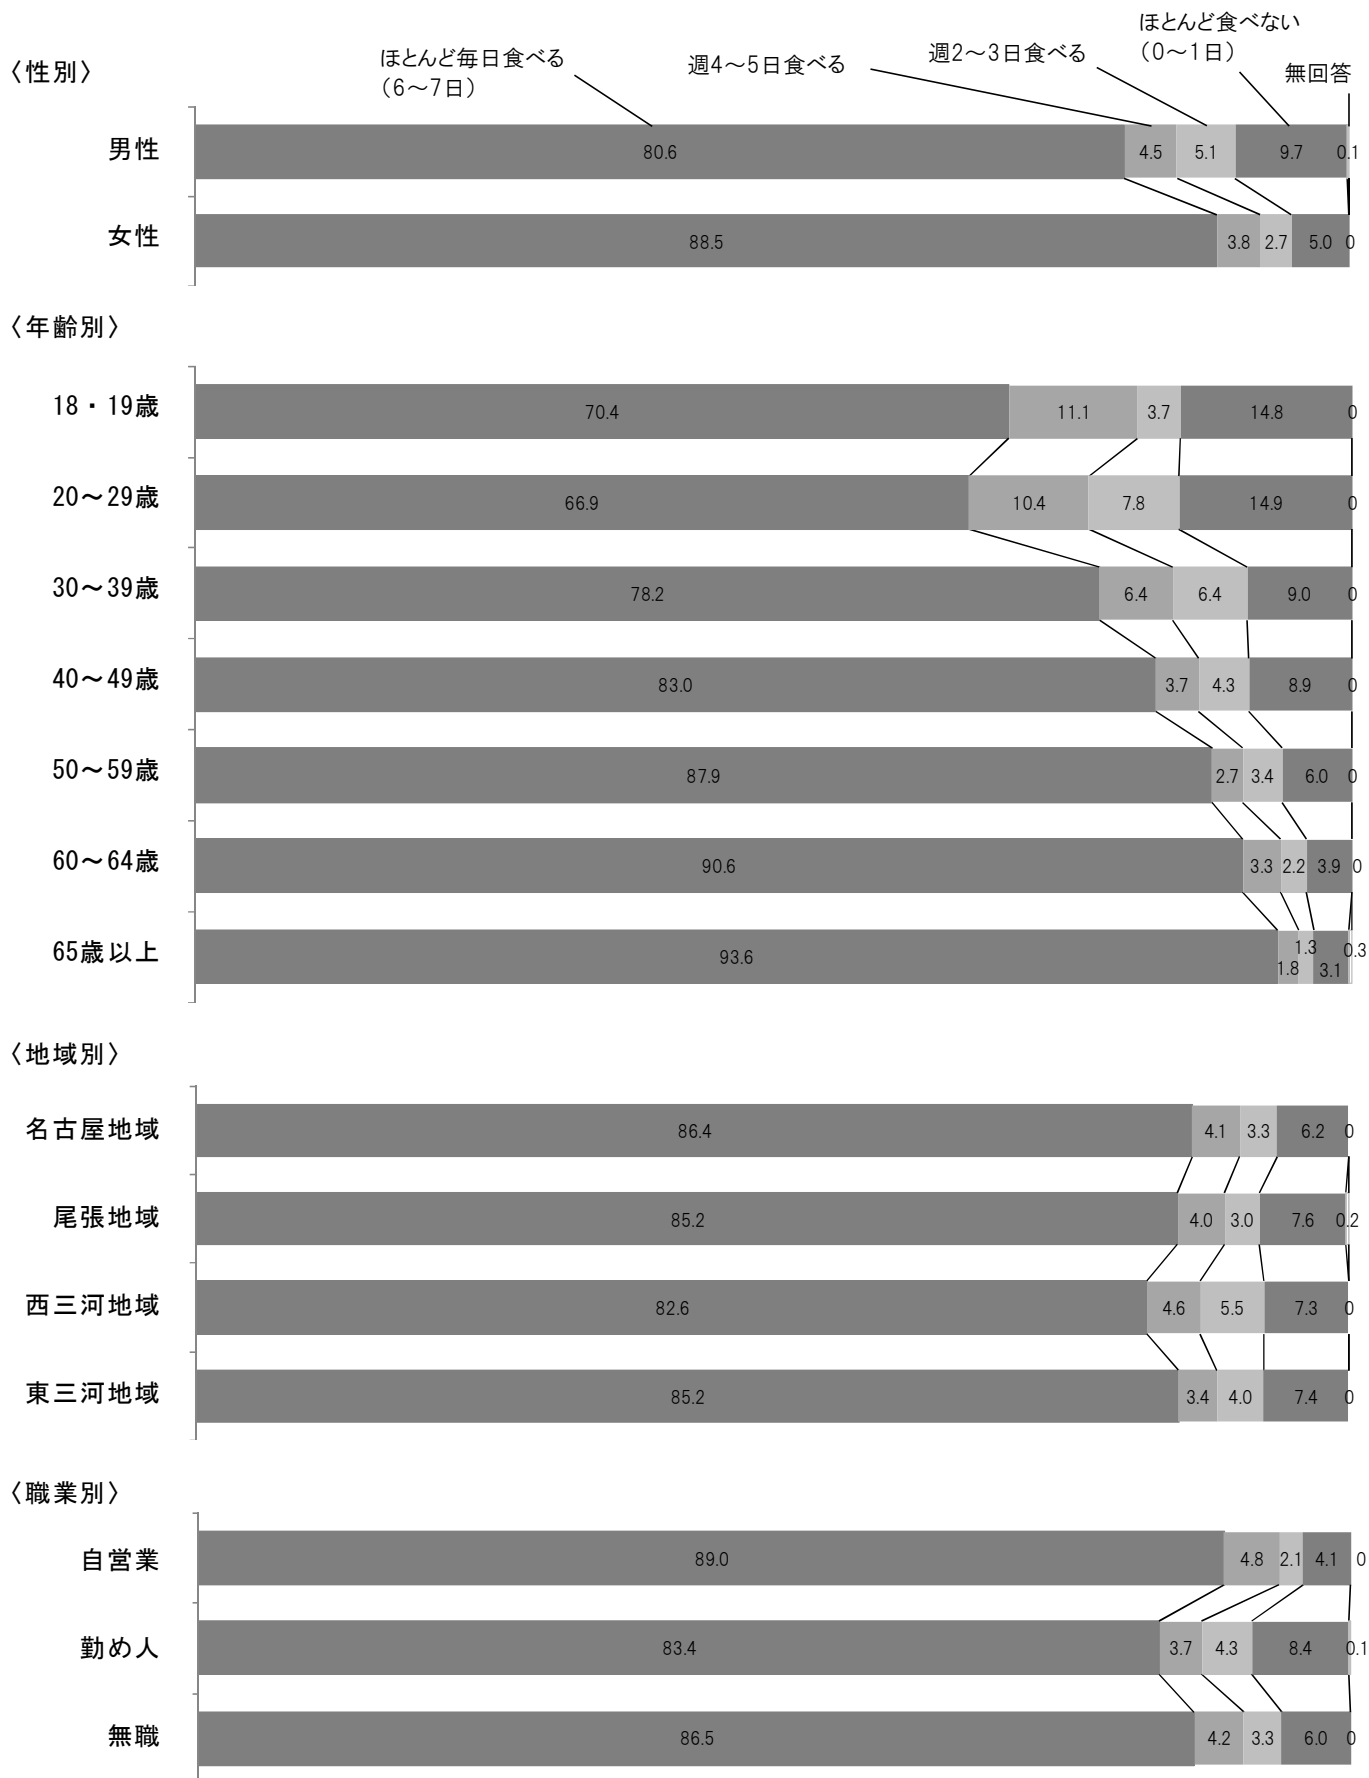 〈性別〉
ほとんど毎日食べる
（6～7日）
週4～5日食べる
週2～3日食べる
ほとんど食べない
（0～1日）
無回答
男性
80.6
4.5
5.1
9.7
0.1
女性
88.5
3.8
2.7
5.0
0
〈年齢別〉
18・19歳
70.4
11.1
3.7
14.8
0
20～29歳
66.9
10.4
7.8
14.9
0
30～39歳
78.2
6.4
6.4
9.0
0
40～49歳
83.0
3.7
4.3
8.9
0
50～59歳
87.9
2.7
3.4
6.0
0
60～64歳
90.6
3.3
2.2
3.9
0
65歳以上
93.6
1.8
1.3
3.1
0.3
〈地域別〉
名古屋地域
86.4
4.1
3.3
6.2
0
尾張地域
85.2
4.0
3.0
7.6
0.2
西三河地域
82.6
4.6
5.5
7.3
0
東三河地域
85.2
3.4
4.0
7.4
0
〈職業別〉
自営業
89.0
4.8
2.1
4.1
0
勤め人
83.4
3.7
4.3
8.4
0.1
無職
86.5
4.2
3.3
6.0
0